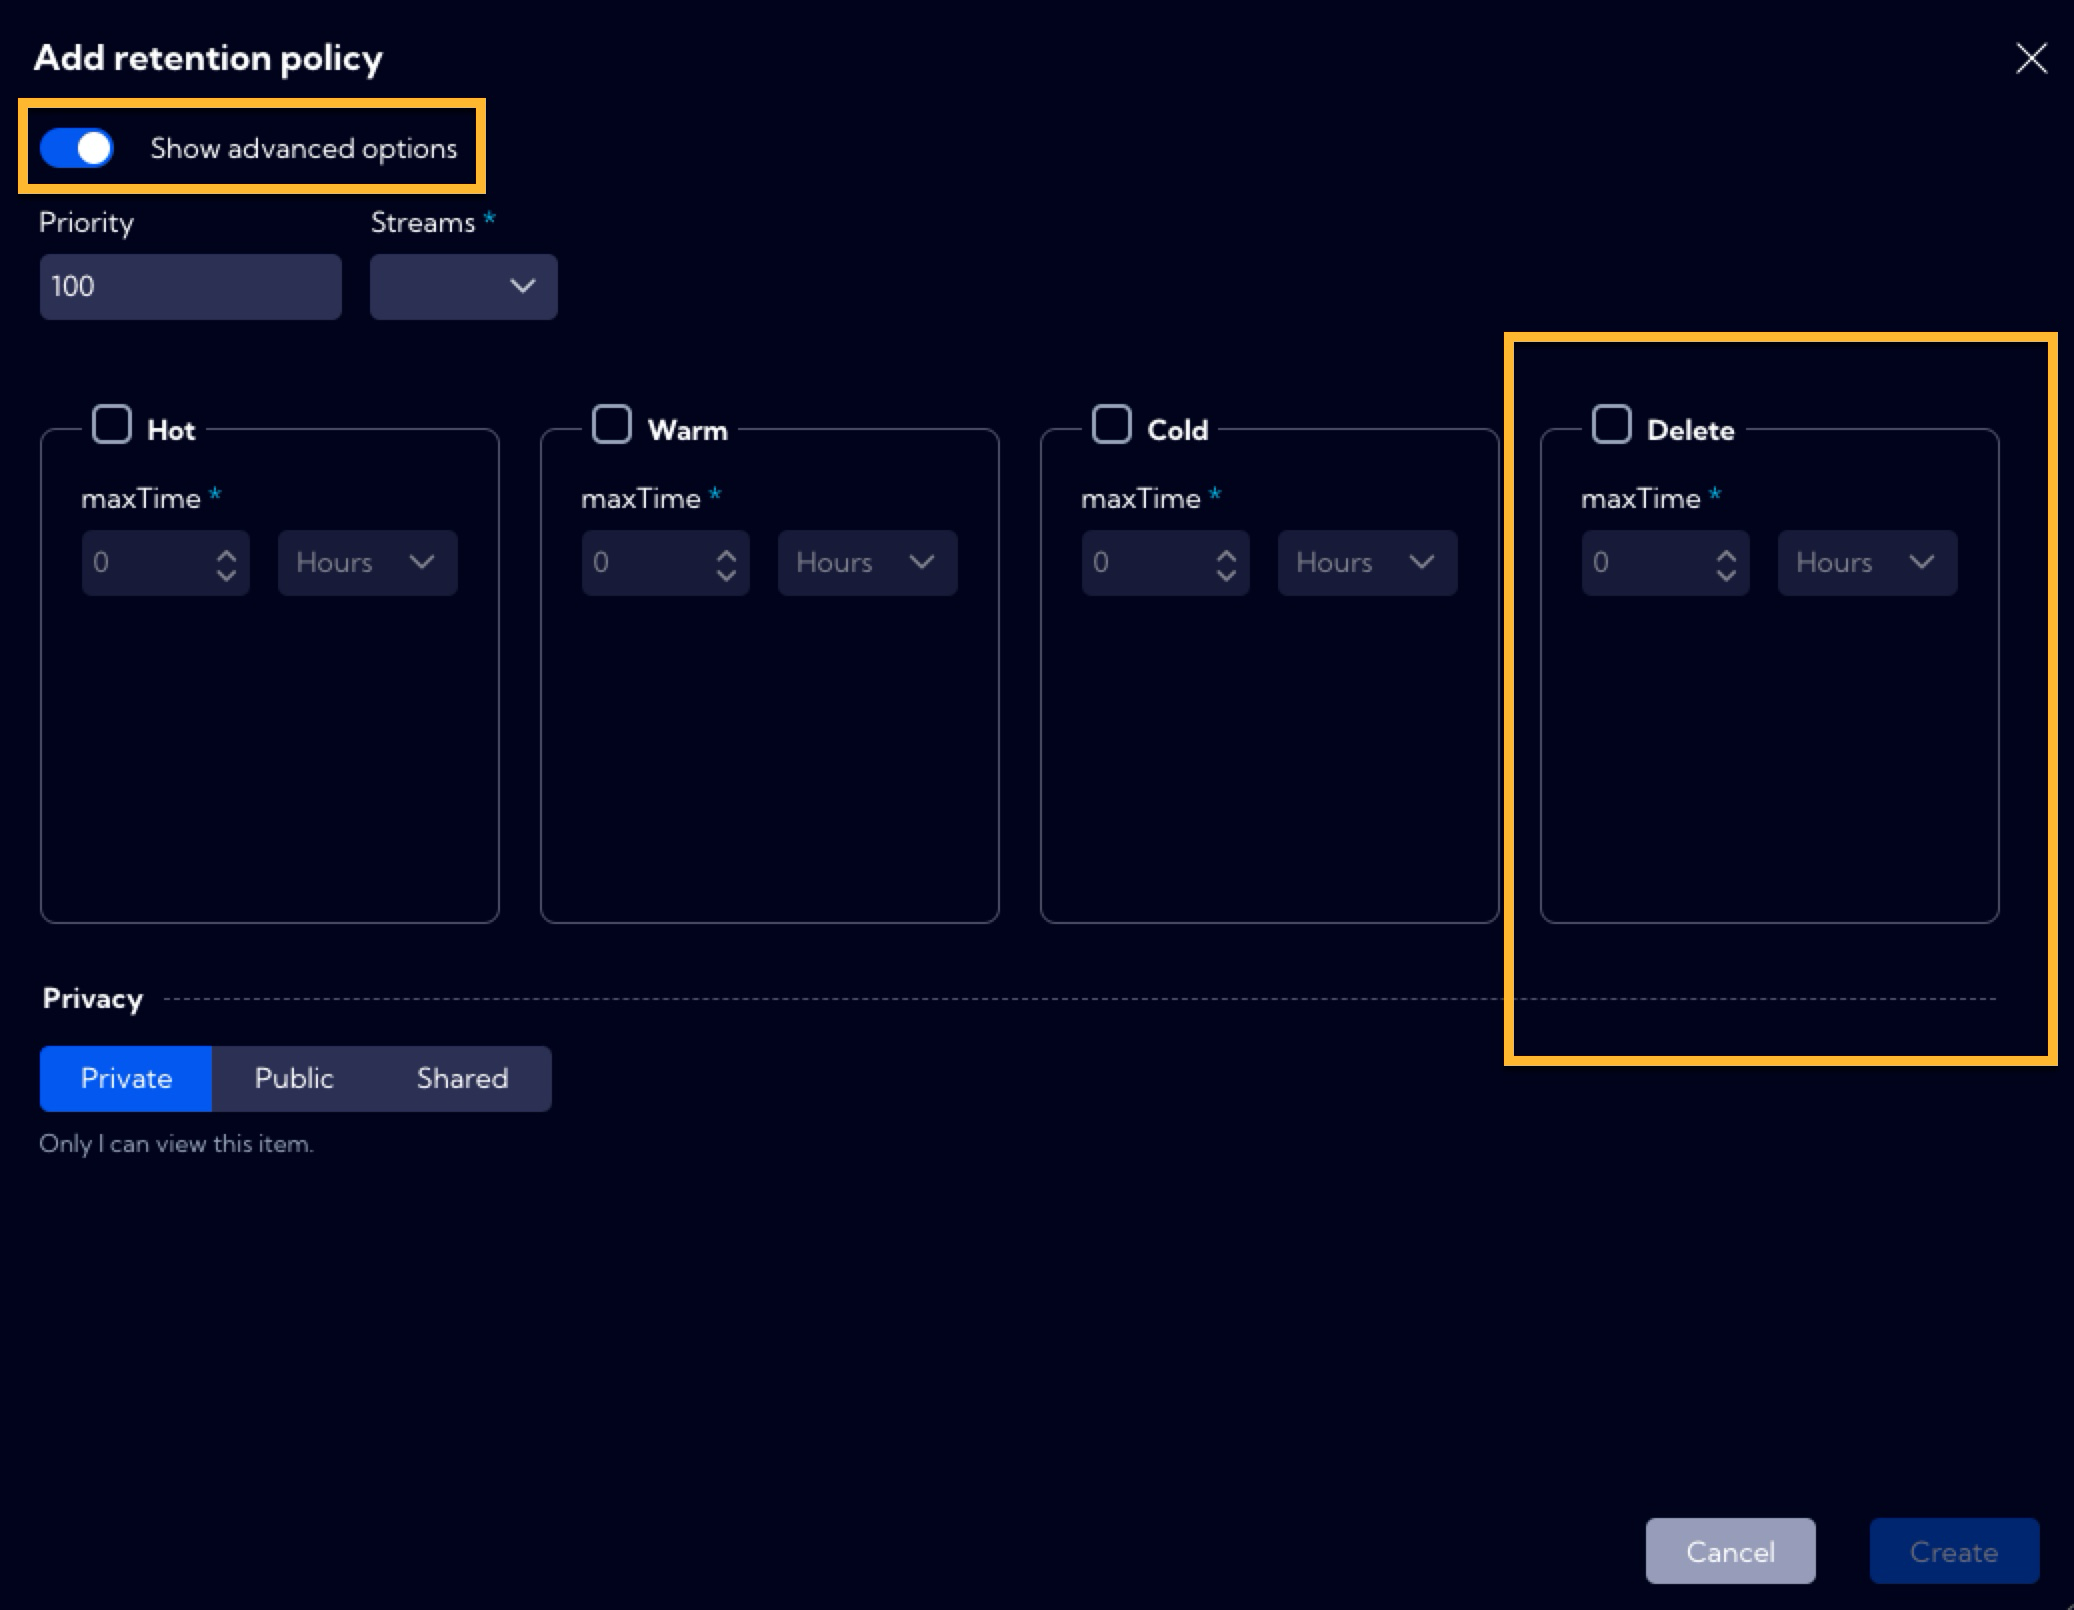 Add retention policy
Show advanced options
Priority
Streams *
100
Hot
Warm
Cold
Delete
maxTime *
maxTime *
maxTime *
maxTime *
0 Hours
0 Hours
0 Hours
0 Hours
Privacy
Private Public Shared
Only I can view this item.
Cancel Create